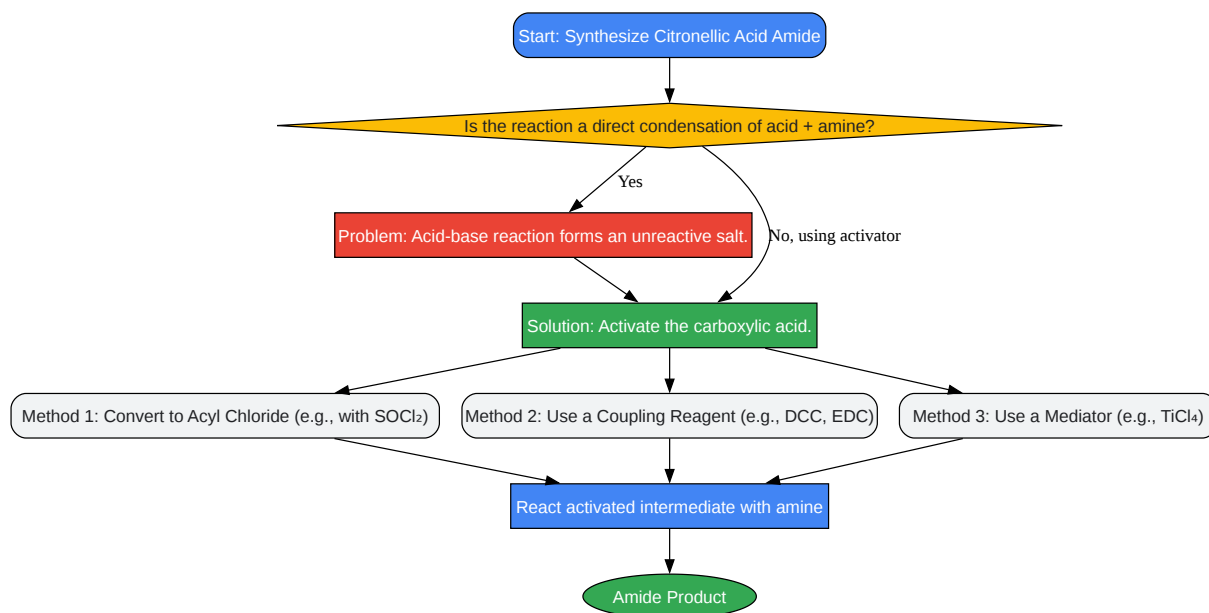 Start: Synthesize Citronellic Acid Amide
Is the reaction a direct condensation of acid + amine?
Yes
Problem: Acid-base reaction forms an unreactive salt.
No, using activator
Solution: Activate the carboxylic acid.
Method 1: Convert to Acyl Chloride (e.g., with SOCl₂)
Method 2: Use a Coupling Reagent (e.g., DCC, EDC)
Method 3: Use a Mediator (e.g., TiCl₄)
React activated intermediate with amine
Amide Product